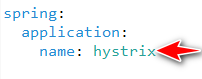 spring:
  application:
    name: hystrix